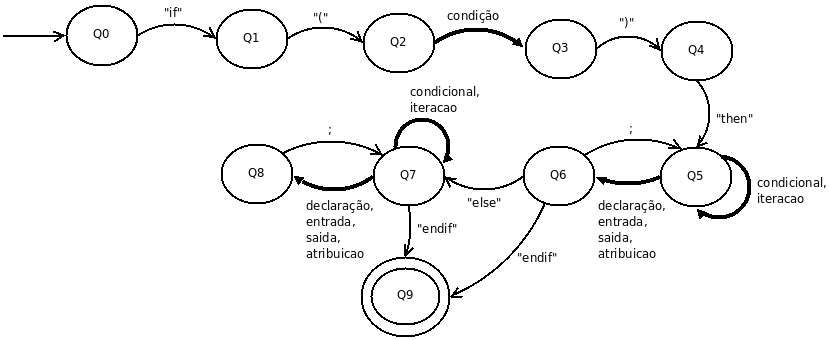 "if"
"("
condição
")"
Q0
Q1
Q2
Q3
Q4
condicional,
iteracao
"then"
;
;
Q8
Q7
Q6
Q5
condicional,
iteracao
"else"
declaração,
entrada,
saida,
atribuicao
declaração,
entrada,
saida,
atribuicao
"endif"
"endif"
Q9